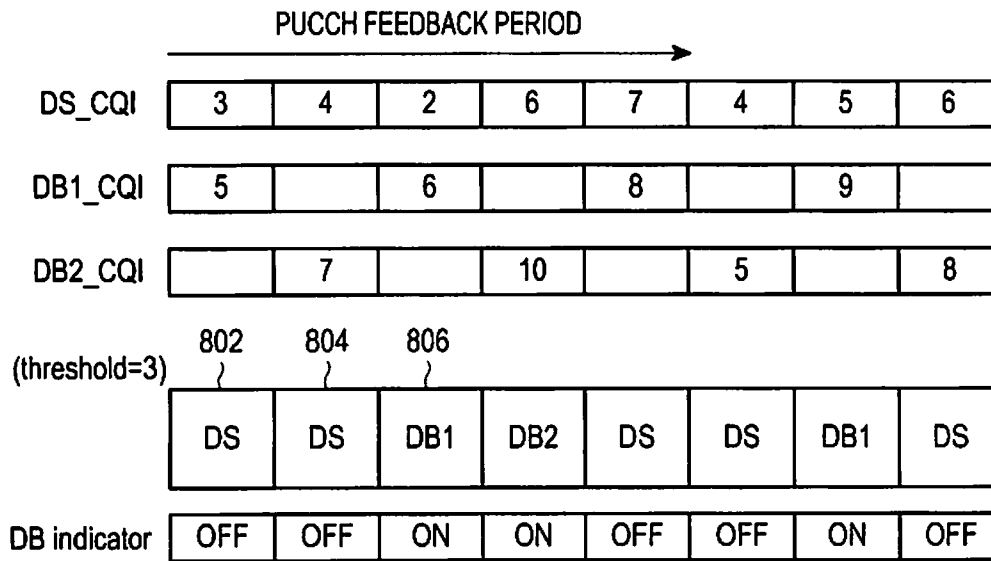 PUCCH FEEDBACK PERIOD
DS_CQI 3 4 2 6 7 4 5 6
DB1_CQI 5 6 8 9
DB2_CQI 7 10 5 8
802 804 806
(threshold=3)
DS DS DB1 DB2 DS DS DB1 DS
DB indicator OFF OFF ON ON OFF OFF ON OFF